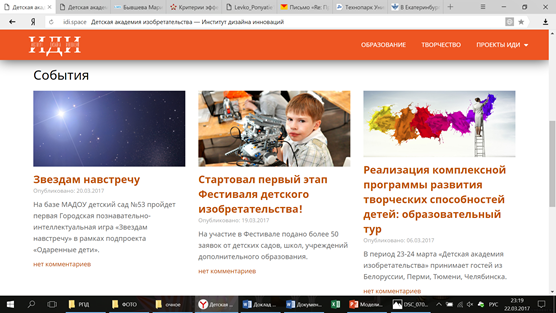 Детская ака
Детская ака
Бывшева Мар
Критерии эфф
Levko_Ponyati
Письмо «Re: П
Технопарк Уни
В Екатеринбур
idi.space Детская академия изобретательства — Институт дизайна инноваций
ИДИ
ОБРАЗОВАНИЕ ТВОРЧЕСТВО ПРОЕКТЫ ИДИ
События
Звездам навстречу
Опубликовано: 20.03.2017
На базе МАДОУ детский сад №53 пройдет
первая Городская познавательно-
интеллектуальная игра «Звездам
навстречу» в рамках подпроекта
«Одаренные дети».
нет комментариев
Стартовал первый этап
Фестиваля детского
изобретательства!
Опубликовано: 19.03.2017
На участие в Фестивале подано более 50
заявок от детских садов, школ, учреждений
дополнительного образования.
нет комментариев
Реализация комплексной
программы развития
творческих способностей
детей: образовательный
тур
Опубликовано: 06.03.2017
В период 23-24 марта «Детская академия
изобретательства» принимает гостей из
Белоруссии, Перми, Тюмени, Челябинска.
нет комментариев
РПД
ФОТО
очное
Детская
Доклад
Докумен
Модели
DSC_070
РУС
23:19
22.03.2017